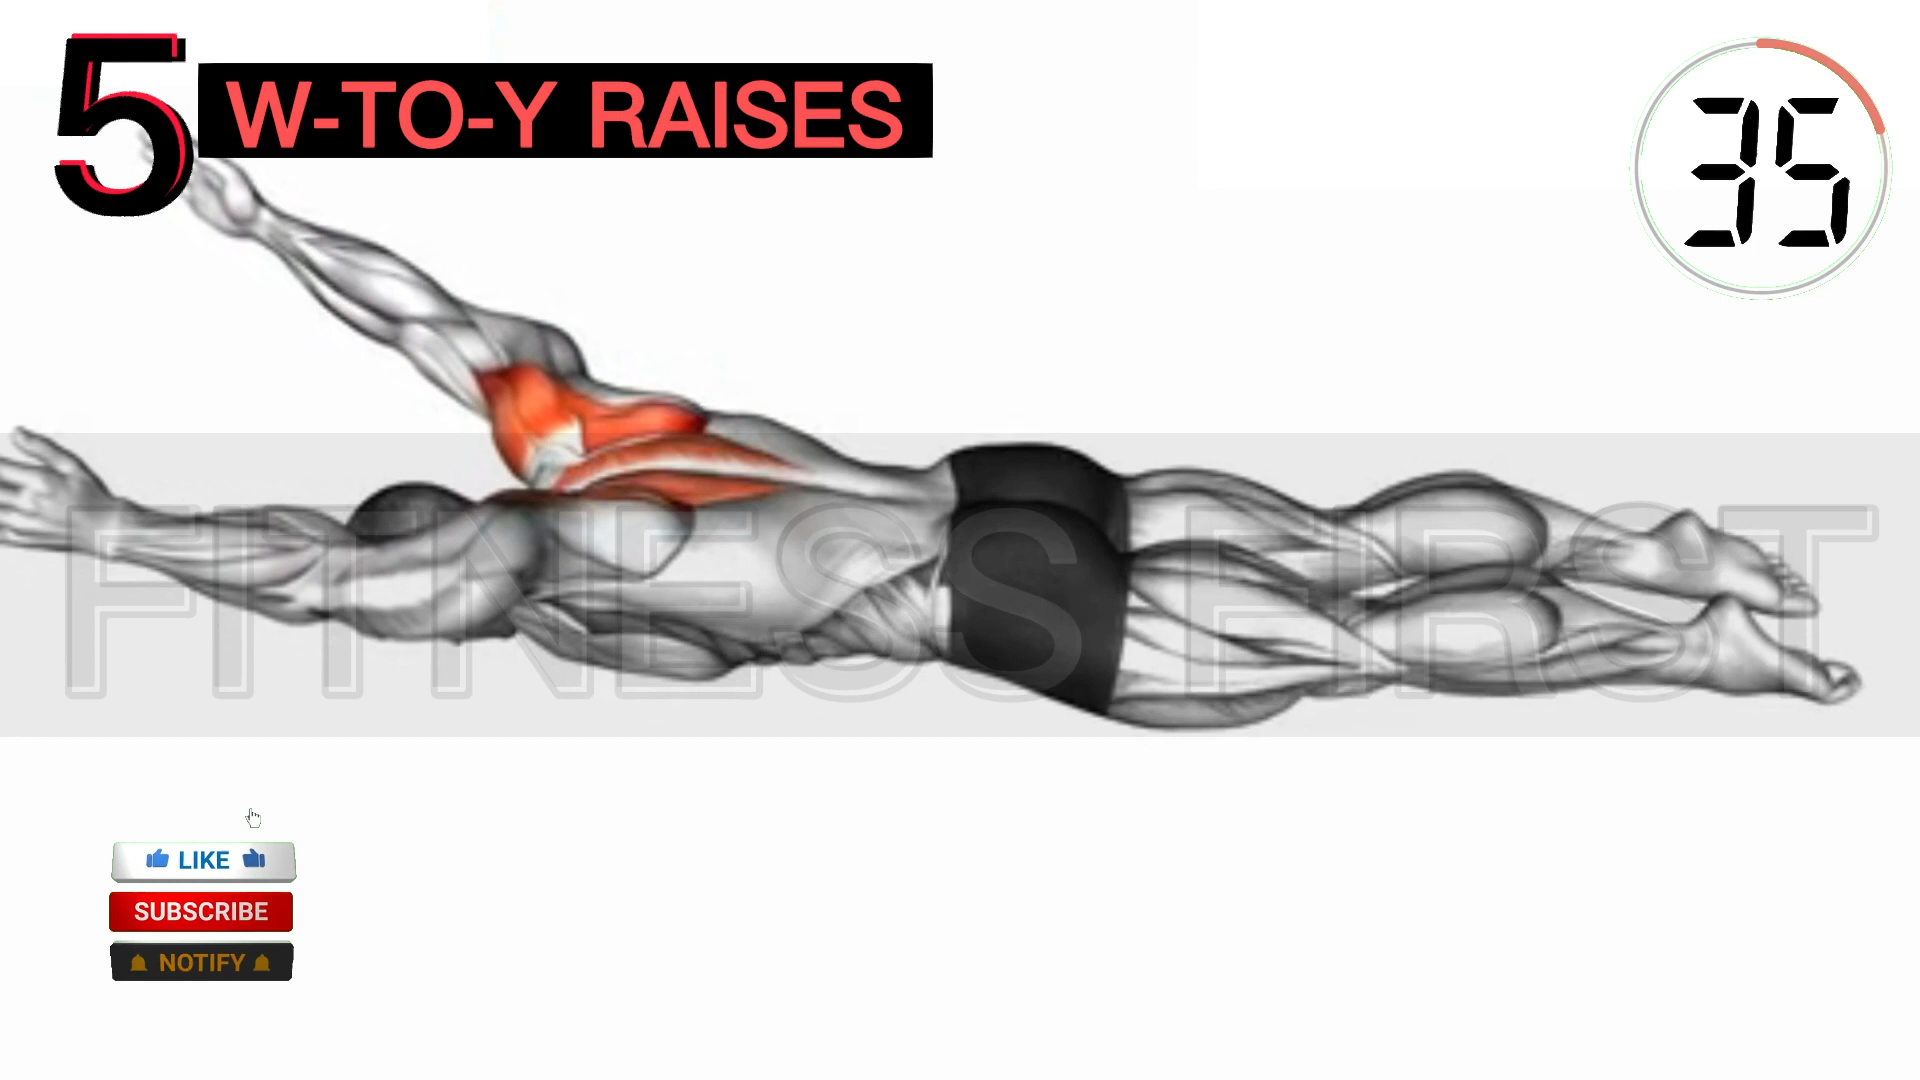 5
W-TO-Y RAISES
35
FITNESS FIRST
LIKE
SUBSCRIBE
NOTIFY